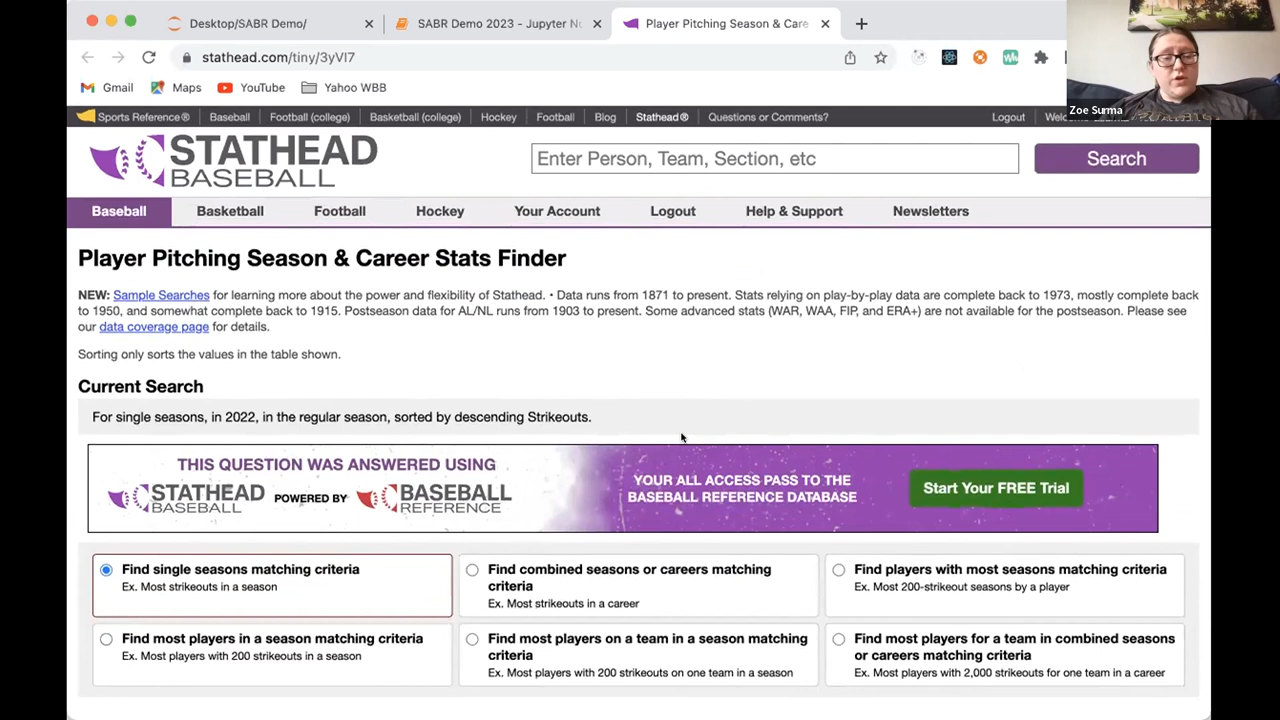 Desktop/SABR Demo/
SABR Demo 2023 - Jupyter No
Player Pitching Season & Care
stathead.com/tiny/3yVI7
Gmail
Maps
YouTube
Yahoo WBB
Zoe Surma
Sports Reference®
Baseball
Football (college)
Basketball (college)
Hockey
Football
Blog
Stathead®
Questions or Comments?
Logout
STATHEAD
BASEBALL
Enter Person, Team, Section, etc
Search
Baseball
Basketball
Football
Hockey
Your Account
Logout
Help & Support
Newsletters
Player Pitching Season & Career Stats Finder
NEW: Sample Searches for learning more about the power and flexibility of Stathead. • Data runs from 1871 to present. Stats relying on play-by-play data are complete back to 1973, mostly complete back
to 1950, and somewhat complete back to 1915. Postseason data for AL/NL runs from 1903 to present. Some advanced stats (WAR, WAA, FIP, and ERA+) are not available for the postseason. Please see
our data coverage page for details.
Sorting only sorts the values in the table shown.
Current Search
For single seasons, in 2022, in the regular season, sorted by descending Strikeouts.
THIS QUESTION WAS ANSWERED USING
STATHEAD
BASEBALL
POWERED BY
BASEBALL
REFERENCE
YOUR ALL ACCESS PASS TO THE
BASEBALL REFERENCE DATABASE
Start Your FREE Trial
Find single seasons matching criteria
Ex. Most strikeouts in a season
Find combined seasons or careers matching
criteria
Ex. Most strikeouts in a career
Find players with most seasons matching criteria
Ex. Most 200-strikeout seasons by a player
Find most players in a season matching criteria
Ex. Most players with 200 strikeouts in a season
Find most players on a team in a season matching
criteria
Ex. Most players with 200 strikeouts on one team in a season
Find most players for a team in combined seasons
or careers matching criteria
Ex. Most players with 2,000 strikeouts for one team in a career